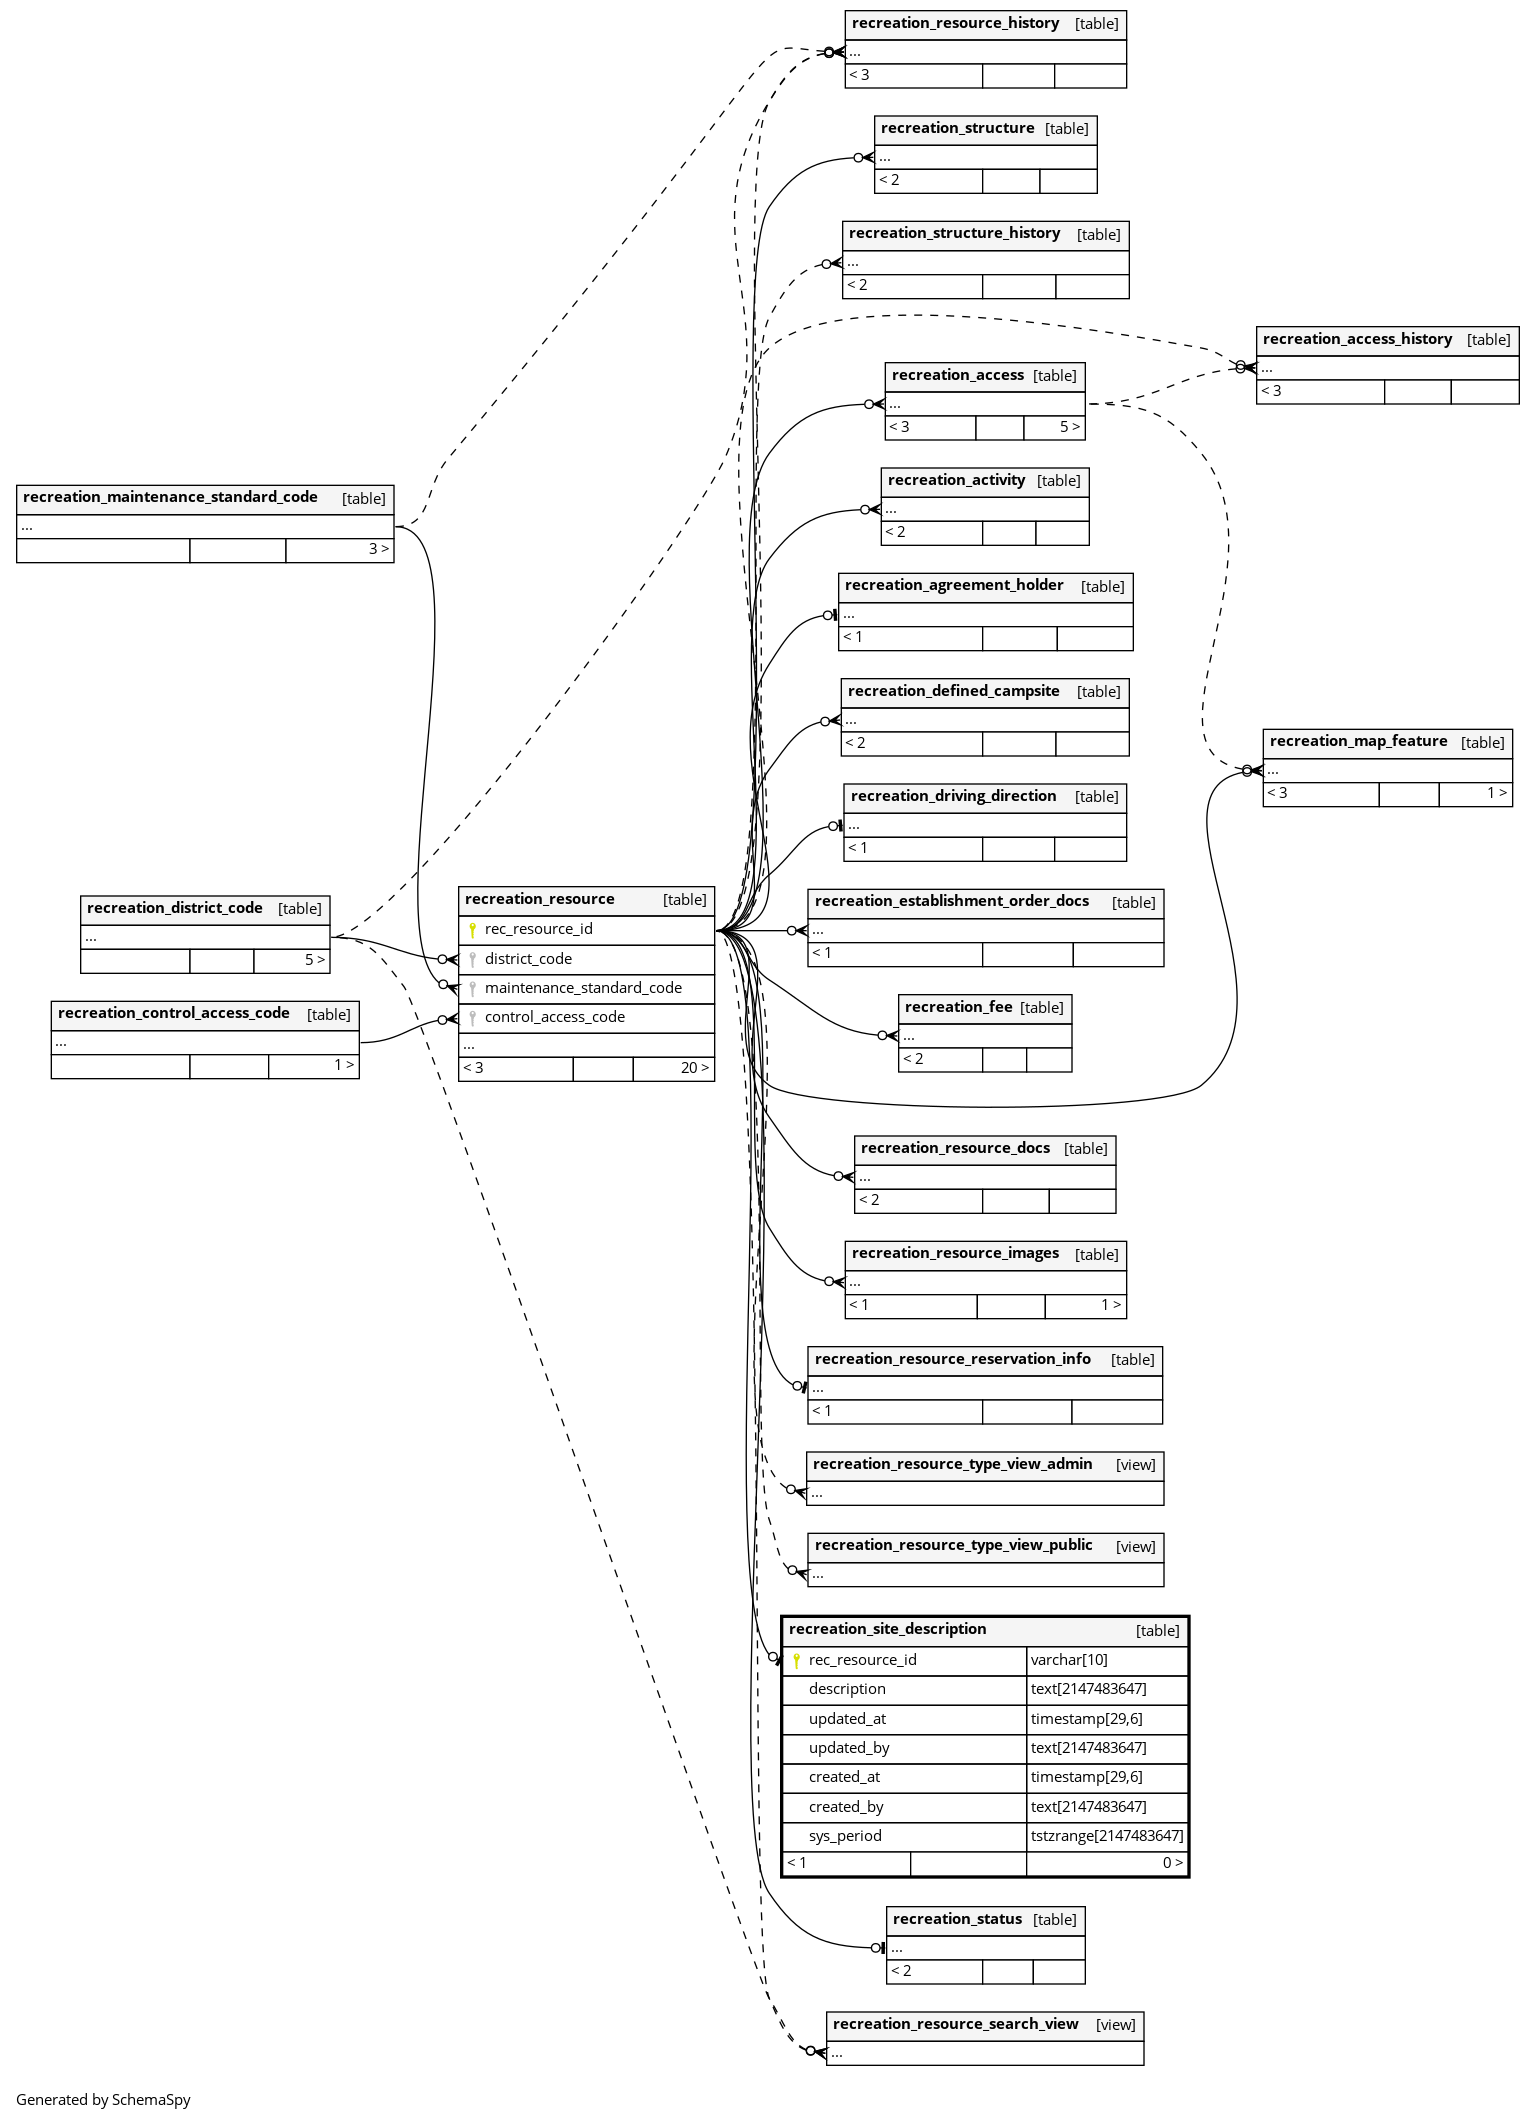 recreation_resource_history [table]
...
< 3
recreation_structure [table]
...
< 2
recreation_structure_history [table]
...
< 2
recreation_access_history [table]
...
< 3
recreation_access [table]
...
< 3 5 >
recreation_activity [table]
...
< 2
recreation_maintenance_standard_code [table]
...
3 >
recreation_agreement_holder [table]
...
< 1
recreation_defined_campsite [table]
...
< 2
recreation_map_feature [table]
...
< 3 1 >
recreation_driving_direction [table]
...
< 1
recreation_district_code [table]
...
5 >
recreation_control_access_code [table]
...
1 >
recreation_resource [table]
rec_resource_id
district_code
maintenance_standard_code
control_access_code
...
< 3 20 >
recreation_establishment_order_docs [table]
...
< 1
recreation_fee [table]
...
< 2
recreation_resource_docs [table]
...
< 2
recreation_resource_images [table]
...
< 1 1 >
recreation_resource_reservation_info [table]
...
< 1
recreation_resource_type_view_admin [view]
...
recreation_resource_type_view_public [view]
...
recreation_site_description [table]
rec_resource_id varchar[10]
description text[2147483647]
updated_at timestamp[29,6]
updated_by text[2147483647]
created_at timestamp[29,6]
created_by text[2147483647]
sys_period tstzrange[2147483647]
< 1 0 >
recreation_status [table]
...
< 2
recreation_resource_search_view [view]
...
Generated by SchemaSpy